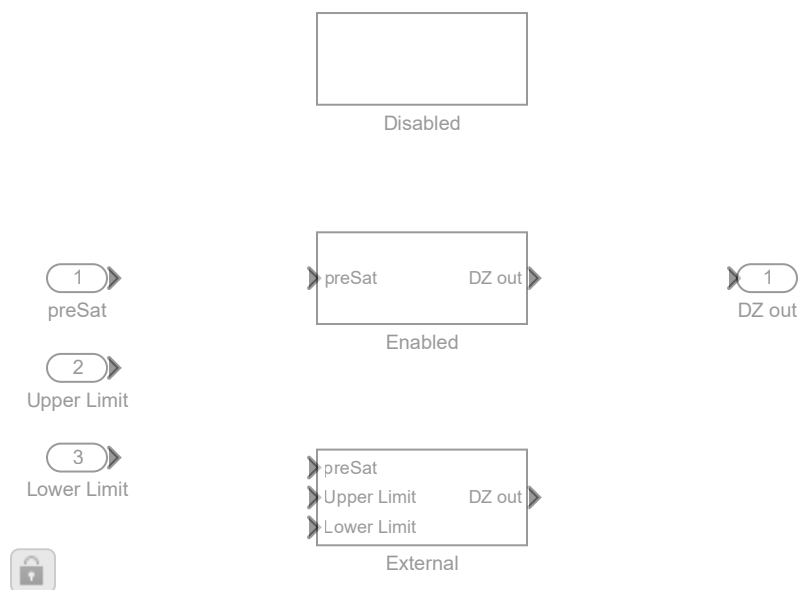 Disabled
1
preSat
preSat
DZ out
Enabled
1
DZ out
2
Upper Limit
3
Lower Limit
preSat
Upper Limit
DZ out
Lower Limit
External